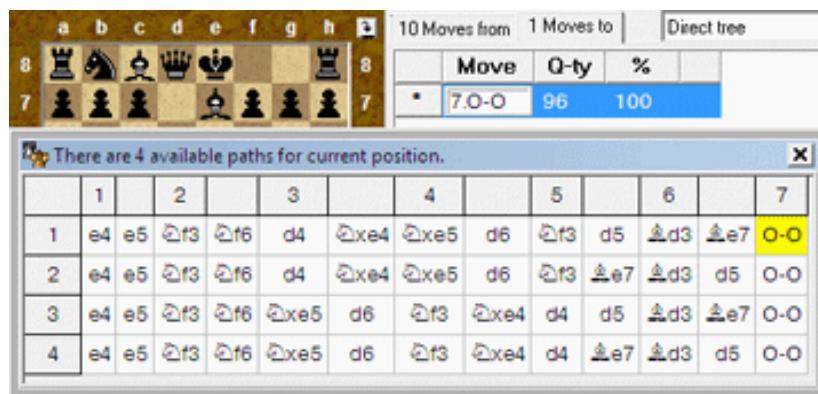 a b c d e f g h
10 Moves from 1 Moves to Direct tree
8 8 Move Q-ty %
7 7 * 7.O-O 96 100
There are 4 available paths for current position.
1 2 3 4 5 6 7
1 e4 e5 ♘f3 ♘f6 d4 ♘xe4 ♘xe5 d6 ♘f3 d5 ♗d3 ♗e7 O-O
2 e4 e5 ♘f3 ♘f6 d4 ♘xe4 ♘xe5 d6 ♘f3 ♗e7 ♗d3 d5 O-O
3 e4 e5 ♘f3 ♘f6 ♘xe5 d6 ♘f3 ♘xe4 d4 d5 ♗d3 ♗e7 O-O
4 e4 e5 ♘f3 ♘f6 ♘xe5 d6 ♘f3 ♘xe4 d4 ♗e7 ♗d3 d5 O-O